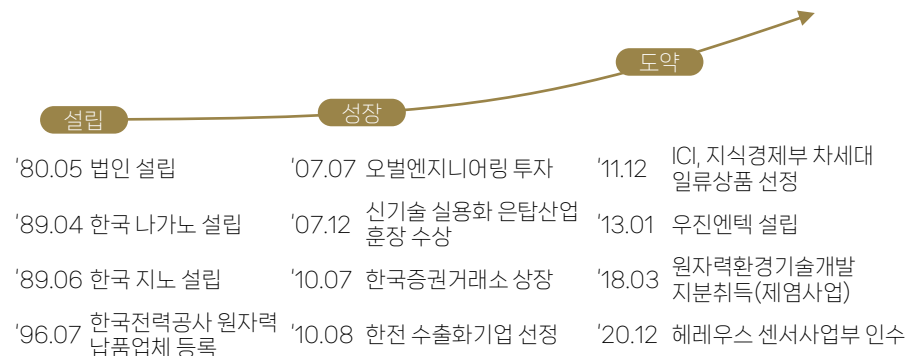 도약
성장
설립
'80.05 법인 설립
'89.04 한국 나가노 설립
'89.06 한국 지노 설립
'96.07 한국전력공사 원자력
납품업체 등록
'07.07 오벌엔지니어링 투자
'07.12 신기술 실용화 은탑산업
훈장 수상
'10.07 한국증권거래소 상장
'10.08 한전 수출화기업 선정
'11.12 ICI, 지식경제부 차세대
일류상품 선정
'13.01 우진엔텍 설립
'18.03 원자력환경기술개발
지분취득(제염사업)
'20.12 헤레우스 센서사업부 인수